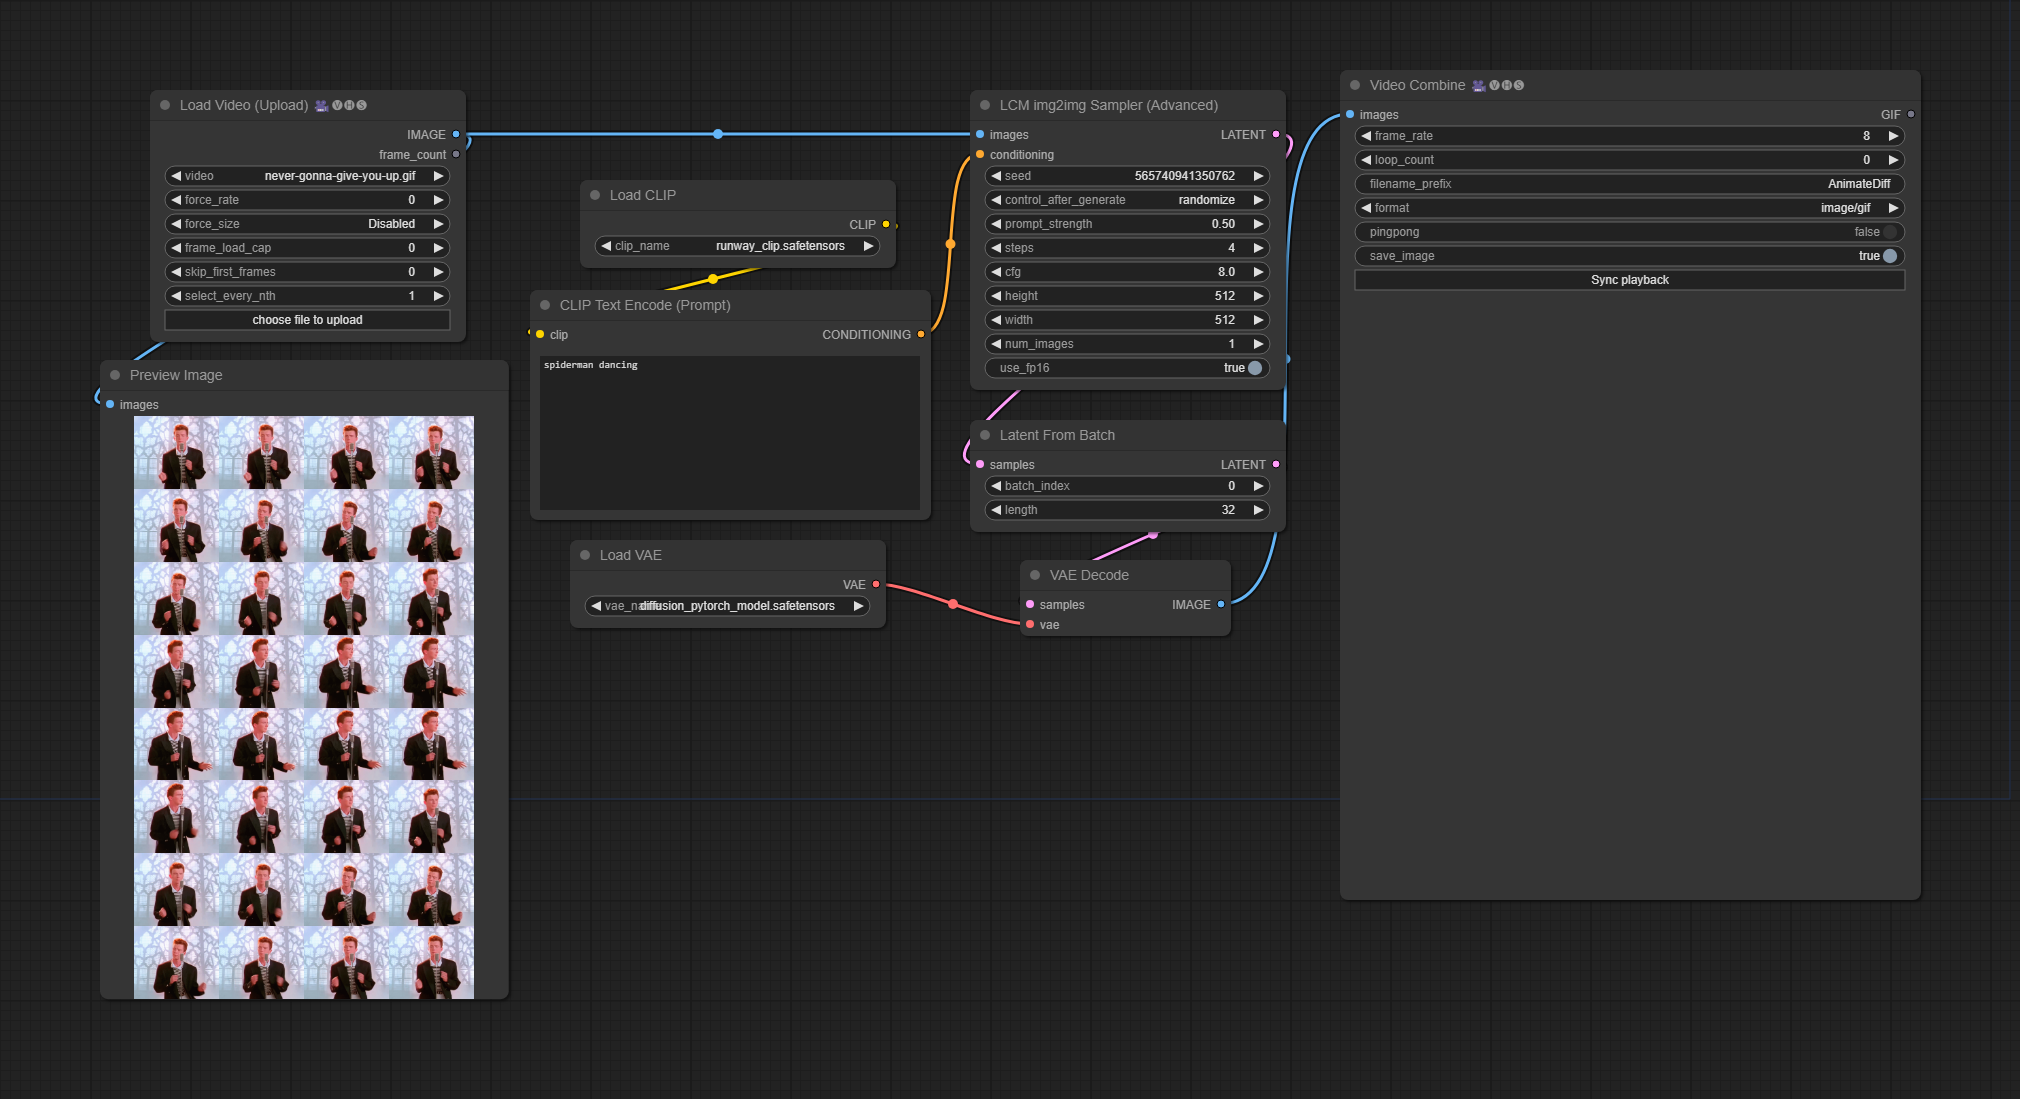 Load Video (Upload) 🎥🅥🅗🅢
IMAGE
frame_count
video never-gonna-give-you-up.gif
force_rate 0
force_size Disabled
frame_load_cap 0
skip_first_frames 0
select_every_nth 1
choose file to upload
Preview Image
images
Load CLIP
CLIP
clip_name runway_clip.safetensors
CLIP Text Encode (Prompt)
clip CONDITIONING
spiderman dancing
Load VAE
VAE
diffusion_pytorch_model.safetensors
LCM img2img Sampler (Advanced)
images LATENT
conditioning
seed 565740941350762
control_after_generate randomize
prompt_strength 0.50
steps 4
cfg 8.0
height 512
width 512
num_images 1
use_fp16 true
Latent From Batch
samples LATENT
batch_index 0
length 32
VAE Decode
samples IMAGE
vae
Video Combine 🎥🅥🅗🅢
images GIF
frame_rate 8
loop_count 0
filename_prefix AnimateDiff
format image/gif
pingpong false
save_image true
Sync playback